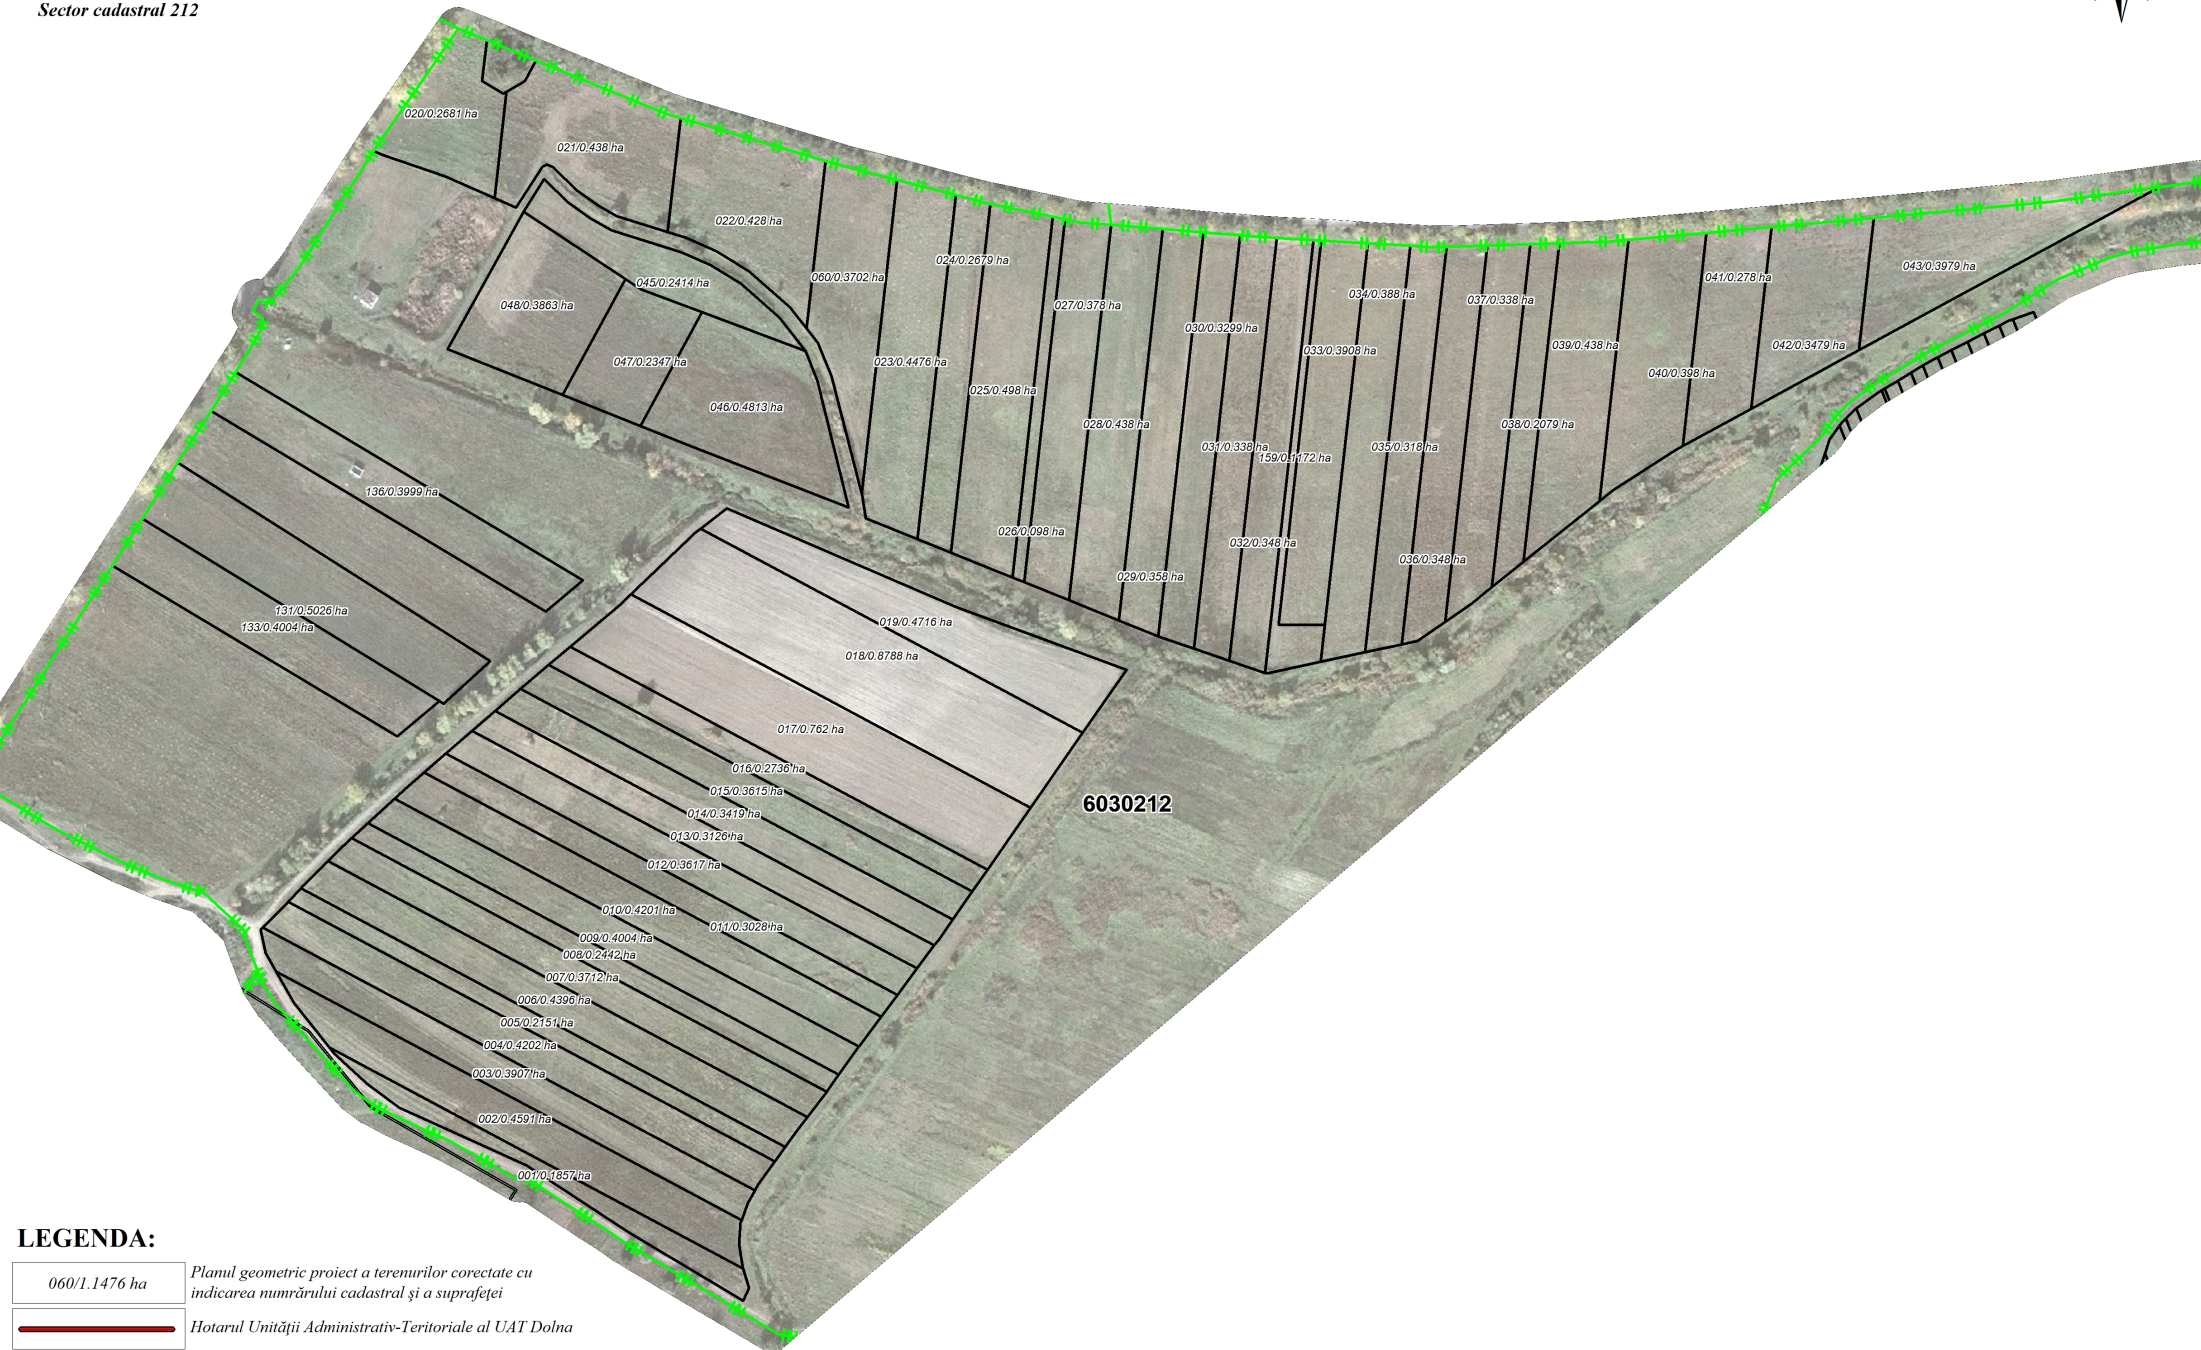 Sector cadastral 212
020/0.2681 ha
021/0.438 ha
022/0.428 ha
045/0.2414 ha
048/0.3863 ha
047/0.2347 ha
046/0.4813 ha
060/0.3702 ha
024/0.2679 ha
023/0.4476 ha
025/0.498 ha
026/0.098 ha
027/0.378 ha
028/0.438 ha
029/0.358 ha
030/0.3299 ha
031/0.338 ha
159/0.1172 ha
032/0.348 ha
033/0.3908 ha
034/0.388 ha
035/0.318 ha
036/0.348 ha
037/0.338 ha
038/0.2079 ha
039/0.438 ha
040/0.398 ha
041/0.278 ha
042/0.3479 ha
043/0.3979 ha
136/0.3999 ha
131/0.5026 ha
133/0.4004 ha
019/0.4716 ha
018/0.8788 ha
017/0.762 ha
016/0.2736 ha
015/0.3615 ha
014/0.3419 ha
013/0.3126 ha
012/0.3617 ha
011/0.3028 ha
010/0.4201 ha
009/0.4004 ha
008/0.2442 ha
007/0.3712 ha
006/0.4396 ha
005/0.2151 ha
004/0.4202 ha
003/0.3907 ha
002/0.4591 ha
001/0.1857 ha
6030212
LEGENDA:
060/1.1476 ha
Planul geometric proiect a terenurilor corectate cu
indicarea numrărului cadastral şi a suprafeţei
Hotarul Unităţii Administrativ-Teritoriale al UAT Dolna